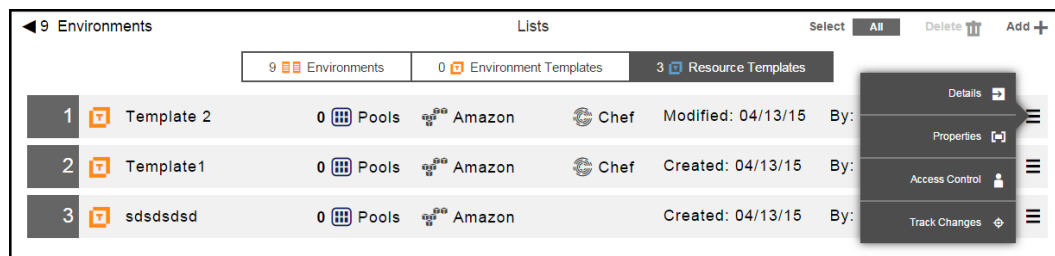 9 Environments Lists Select All Delete Add
9 Environments 0 T Environment Templates 3 T Resource Templates
Details
1 T Template 2 0 Pools Amazon Chef Modified: 04/13/15 By:
Properties
2 T Template1 0 Pools Amazon Chef Created: 04/13/15 By:
Access Control
3 T sdsdsdsd 0 Pools Amazon Created: 04/13/15 By:
Track Changes